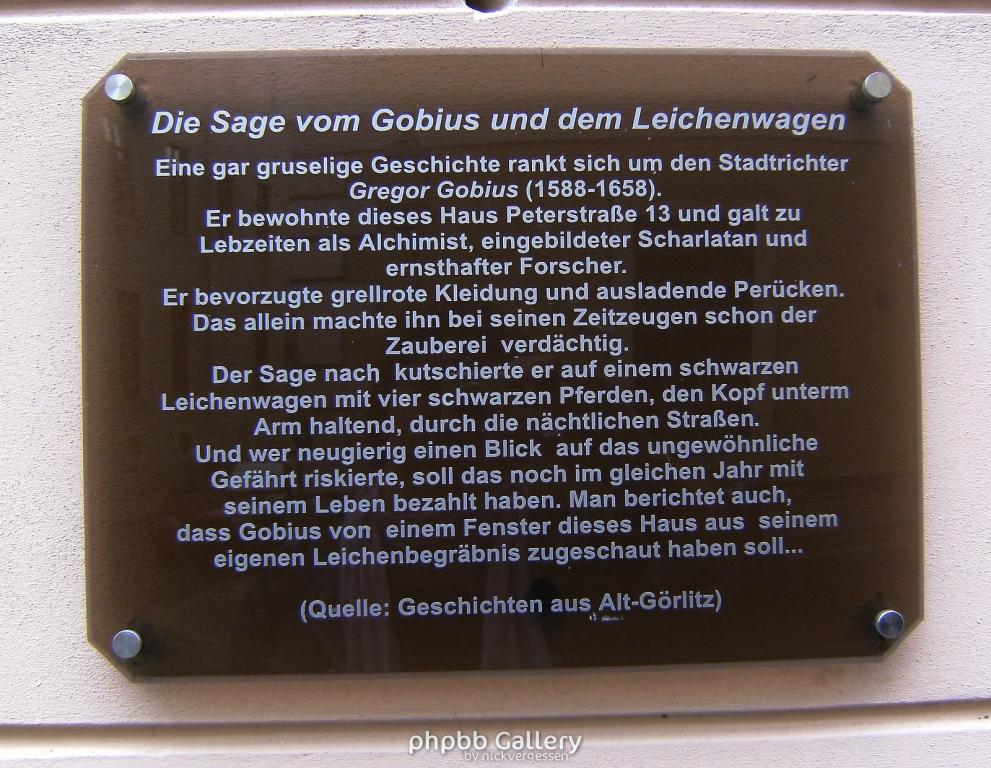 Die Sage vom Gobius und dem Leichenwagen
Eine gar gruselige Geschichte rankt sich um den Stadtrichter
Gregor Gobius (1588-1658).
Er bewohnte dieses Haus Peterstraße 13 und galt zu
Lebzeiten als Alchimist, eingebildeter Scharlatan und
ernsthafter Forscher.
Er bevorzugte grellrote Kleidung und ausladende Perücken.
Das allein machte ihn bei seinen Zeitzeugen schon der
Zauberei verdächtig.
Der Sage nach kutschierte er auf einem schwarzen
Leichenwagen mit vier schwarzen Pferden, den Kopf unterm
Arm haltend, durch die nächtlichen Straßen.
Und wer neugierig einen Blick auf das ungewöhnliche
Gefährt riskierte, soll das noch im gleichen Jahr mit
seinem Leben bezahlt haben. Man berichtet auch,
dass Gobius von einem Fenster dieses Haus aus seinem
eigenen Leichenbegräbnis zugeschaut haben soll...
(Quelle: Geschichten aus Alt-Görlitz)
phpbb Gallery
by nickvergessen